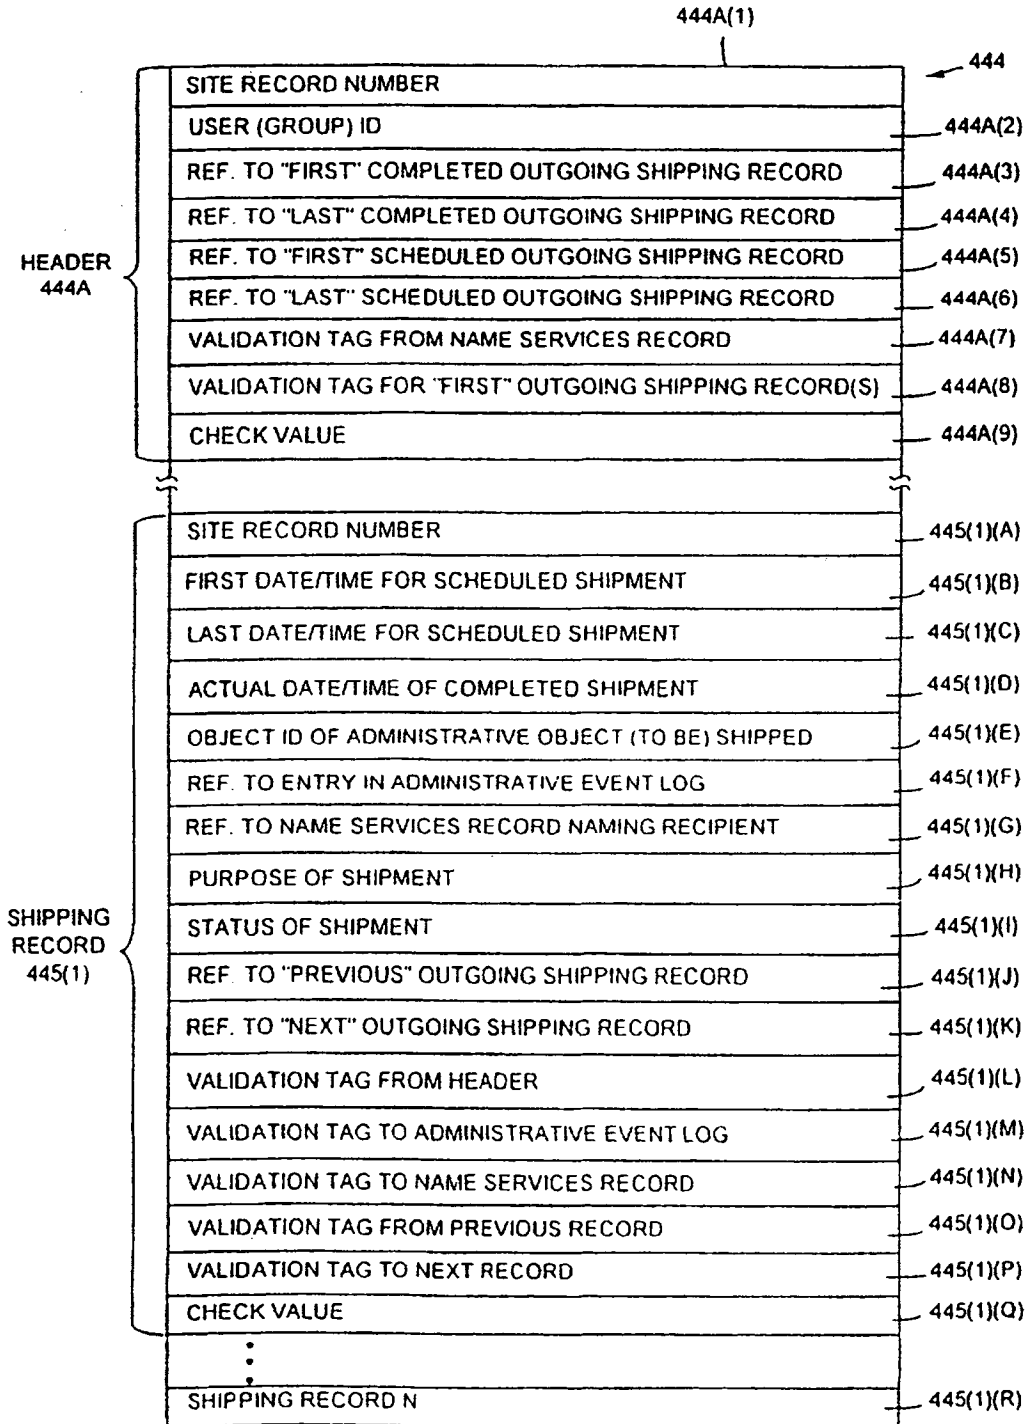 444A(1)
444
SITE RECORD NUMBER
USER (GROUP) ID 444A(2)
REF. TO "FIRST" COMPLETED OUTGOING SHIPPING RECORD 444A(3)
REF. TO "LAST" COMPLETED OUTGOING SHIPPING RECORD 444A(4)
REF. TO "FIRST" SCHEDULED OUTGOING SHIPPING RECORD 444A(5)
HEADER
444A
REF. TO "LAST" SCHEDULED OUTGOING SHIPPING RECORD 444A(6)
VALIDATION TAG FROM NAME SERVICES RECORD 444A(7)
VALIDATION TAG FOR "FIRST" OUTGOING SHIPPING RECORD(S) 444A(8)
CHECK VALUE 444A(9)
SITE RECORD NUMBER 445(1)(A)
FIRST DATE/TIME FOR SCHEDULED SHIPMENT 445(1)(B)
LAST DATE/TIME FOR SCHEDULED SHIPMENT 445(1)(C)
ACTUAL DATE/TIME OF COMPLETED SHIPMENT 445(1)(D)
OBJECT ID OF ADMINISTRATIVE OBJECT (TO BE) SHIPPED 445(1)(E)
REF. TO ENTRY IN ADMINISTRATIVE EVENT LOG 445(1)(F)
REF. TO NAME SERVICES RECORD NAMING RECIPIENT 445(1)(G)
PURPOSE OF SHIPMENT 445(1)(H)
SHIPPING
RECORD
445(1)
STATUS OF SHIPMENT 445(1)(I)
REF. TO "PREVIOUS" OUTGOING SHIPPING RECORD 445(1)(J)
REF. TO "NEXT" OUTGOING SHIPPING RECORD 445(1)(K)
VALIDATION TAG FROM HEADER 445(1)(L)
VALIDATION TAG TO ADMINISTRATIVE EVENT LOG 445(1)(M)
VALIDATION TAG TO NAME SERVICES RECORD 445(1)(N)
VALIDATION TAG FROM PREVIOUS RECORD 445(1)(O)
VALIDATION TAG TO NEXT RECORD 445(1)(P)
CHECK VALUE 445(1)(Q)
SHIPPING RECORD N 445(1)(R)